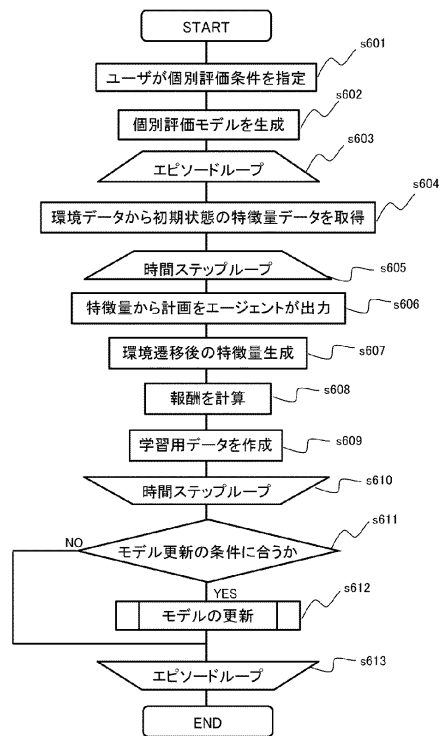 START
s601
ユーザが個別評価条件を指定
s602
個別評価モデルを生成
s603
エピソードループ
s604
環境データから初期状態の特徴量データを取得
s605
時間ステップループ
s606
特徴量から計画をエージェントが出力
s607
環境遷移後の特徴量生成
s608
報酬を計算
s609
学習用データを作成
s610
時間ステップループ
s611
NO
モデル更新の条件に合うか
YES
s612
モデルの更新
s613
エピソードループ
END